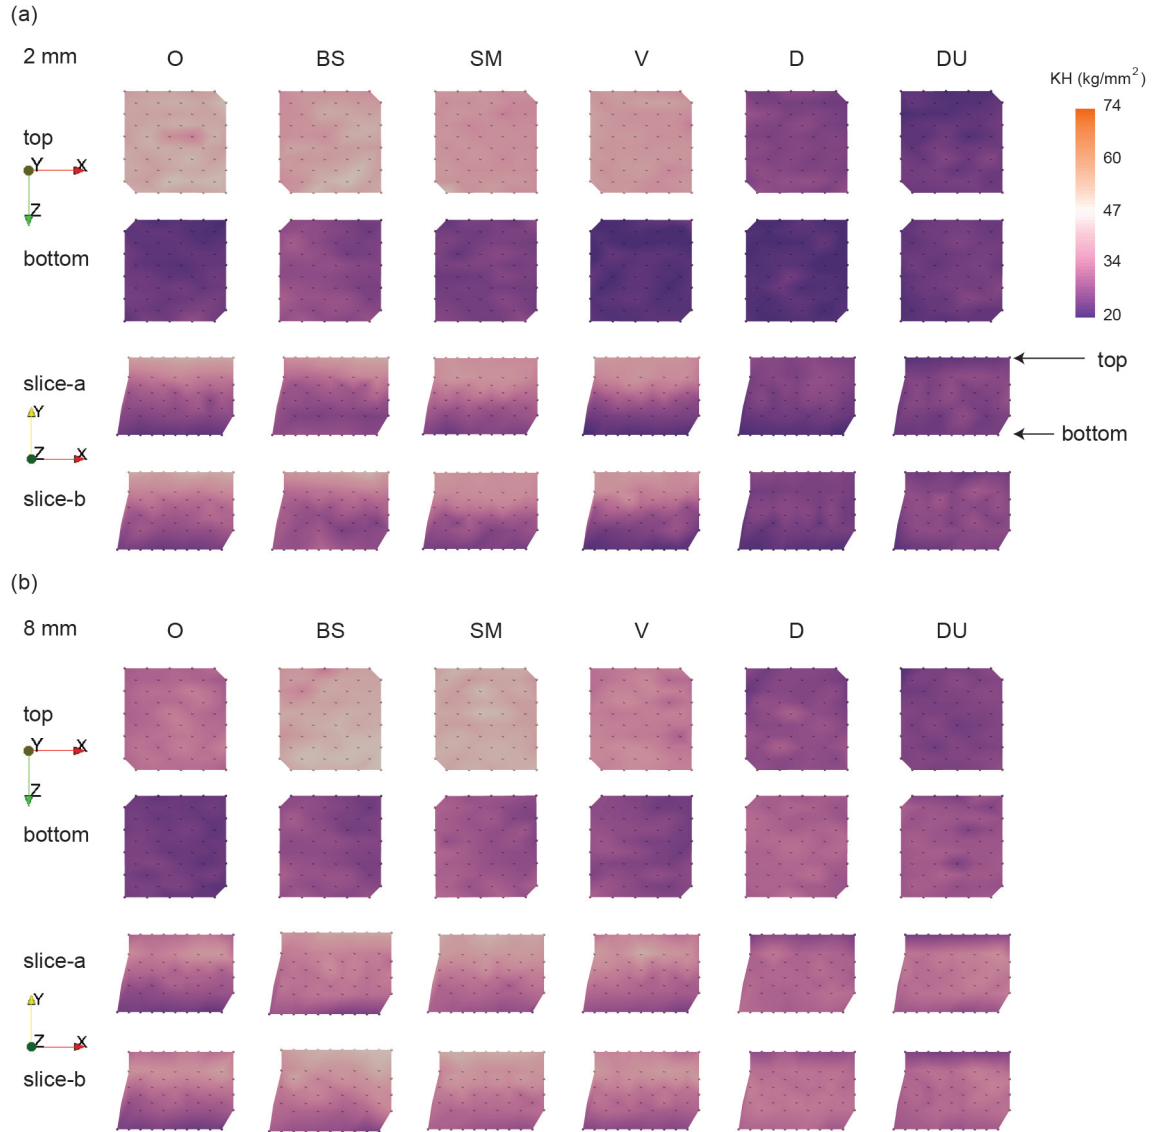 (a)
2 mm O BS SM V D DU
KH (kg/mm²)
74
60
47
34
20
top
Y X
Z
bottom
slice-a
Y
Z X
top
bottom
slice-b
(b)
8 mm O BS SM V D DU
top
Y X
Z
bottom
slice-a
Y
Z X
slice-b